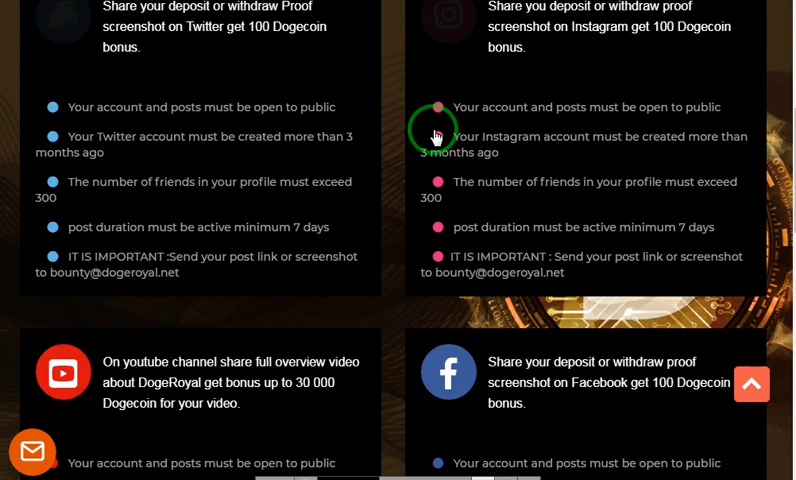 Share your deposit or withdraw Proof
screenshot on Twitter get 100 Dogecoin
bonus.
Your account and posts must be open to public
Your Twitter account must be created more than 3
months ago
The number of friends in your profile must exceed
300
post duration must be active minimum 7 days
IT IS IMPORTANT :Send your post link or screenshot
to bounty@dogeroyal.net
Share you deposit or withdraw proof
screenshot on Instagram get 100 Dogecoin
bonus.
Your account and posts must be open to public
Your Instagram account must be created more than
3 months ago
The number of friends in your profile must exceed
300
post duration must be active minimum 7 days
IT IS IMPORTANT : Send your post link or screenshot
to bounty@dogeroyal.net
On youtube channel share full overview video
about DogeRoyal get bonus up to 30 000
Dogecoin for your video.
Your account and posts must be open to public
Share your deposit or withdraw proof
screenshot on Facebook get 100 Dogecoin
bonus.
Your account and posts must be open to public